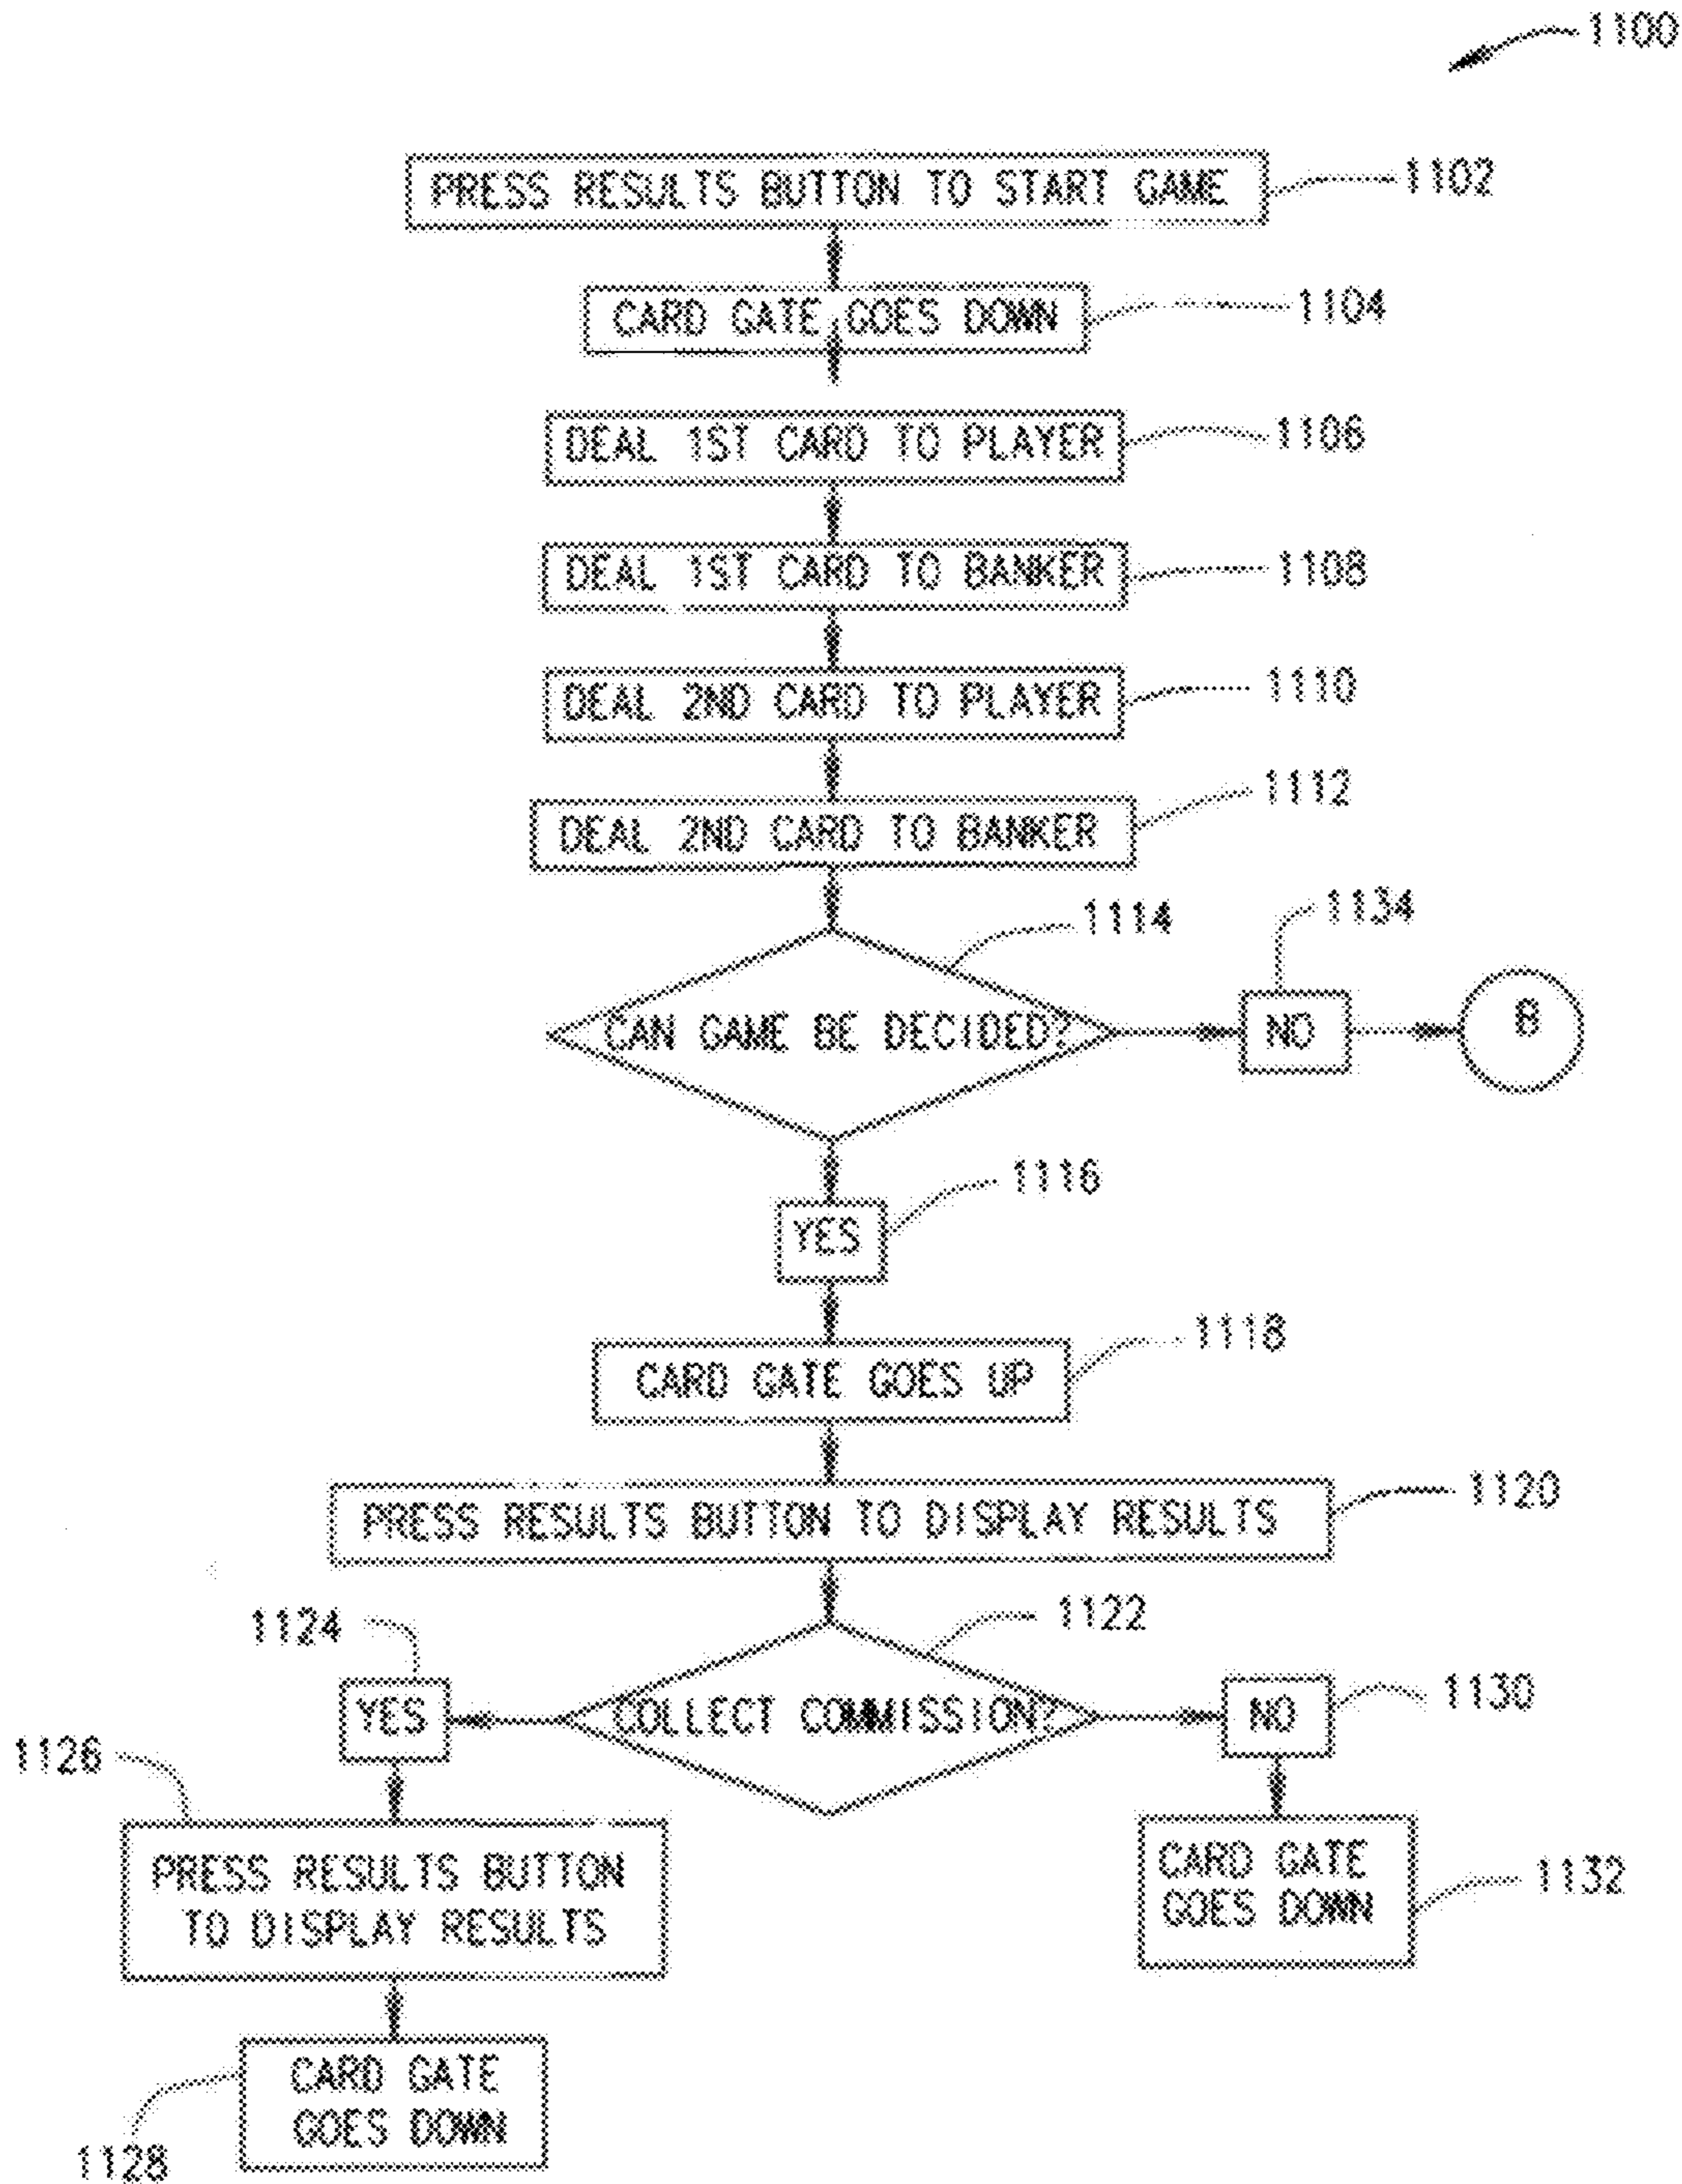 1100
PRESS RESULTS BUTTON TO START GAME
1102
CARD GATE GOES DOWN
1104
DEAL 1ST CARD TO PLAYER
1106
DEAL 1ST CARD TO BANKER
1108
DEAL 2ND CARD TO PLAYER
1110
DEAL 2ND CARD TO BANKER
1112
1114
1134
CAN GAME BE DECIDED?
NO
B
1116
YES
1118
CARD GATE GOES UP
1120
PRESS RESULTS BUTTON TO DISPLAY RESULTS
1124
1122
YES
COLLECT COMMISSION?
NO
1130
1126
PRESS RESULTS BUTTON
TO DISPLAY RESULTS
CARD GATE
GOES DOWN
1132
CARD GATE
GOES DOWN
1128